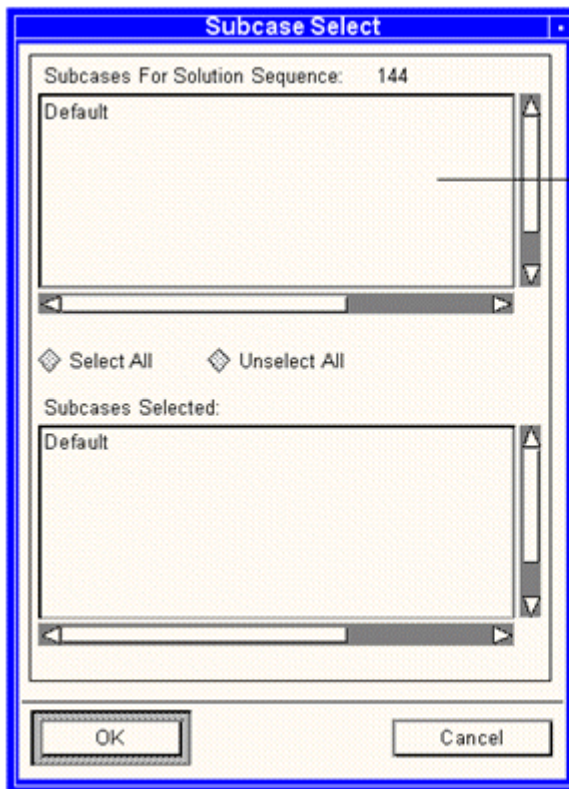 Subcase Select
Subcases For Solution Sequence: 144
Default
Select All Unselect All
Subcases Selected:
Default
OK Cancel